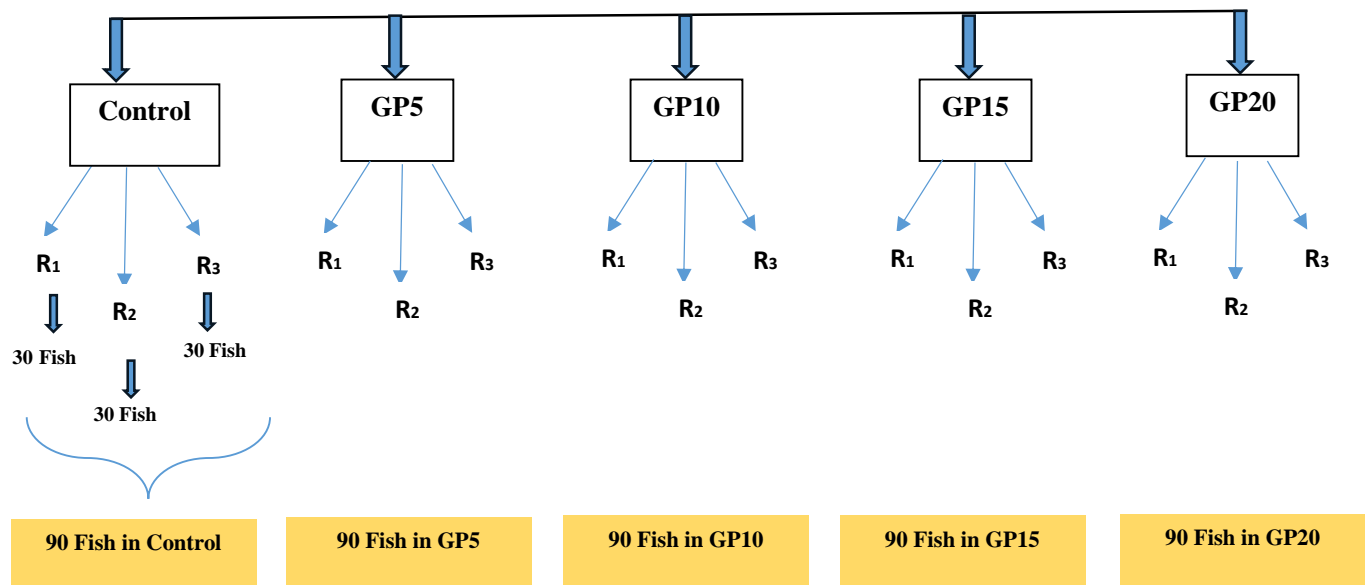 Control
GP5
GP10
GP15
GP20
R1
R3
R2
R1
R3
R2
R1
R3
R2
R1
R3
R2
R1
R3
R2
30 Fish
30 Fish
30 Fish
90 Fish in Control
90 Fish in GP5
90 Fish in GP10
90 Fish in GP15
90 Fish in GP20